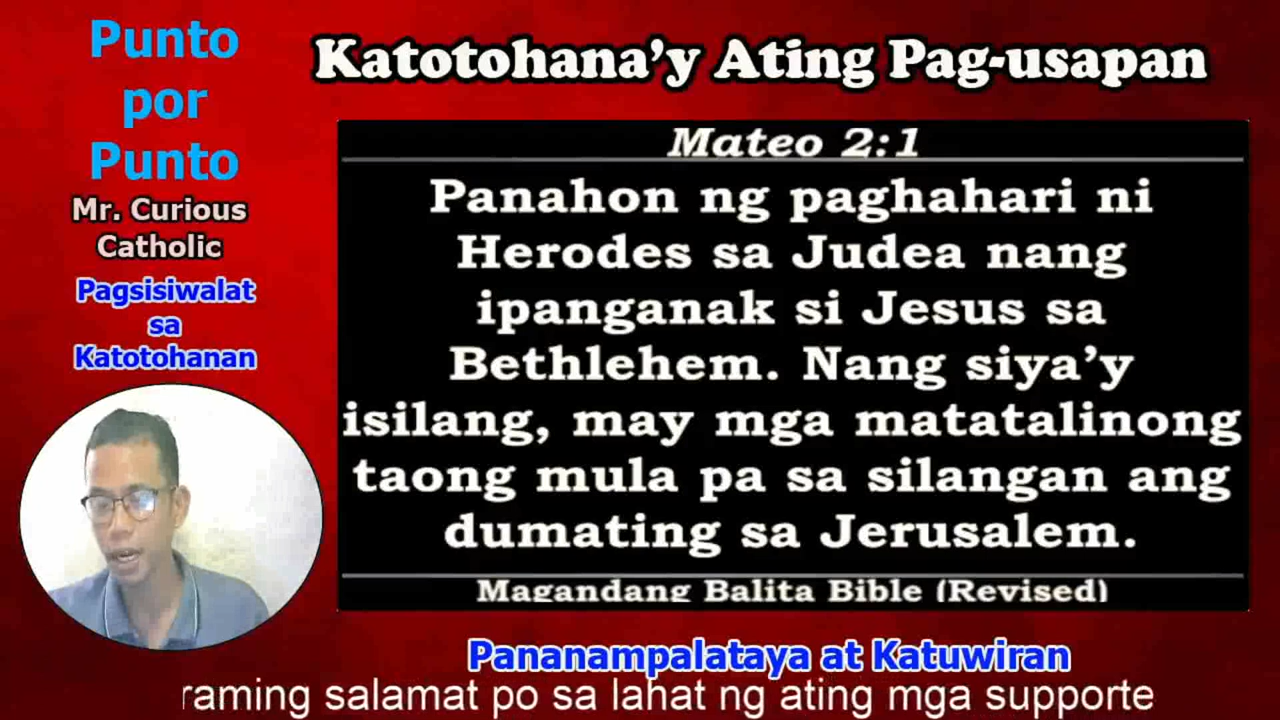 Punto
por
Punto
Mr. Curious
Catholic
Pagsisiwalat
sa
Katotohanan
Katotohana’y Ating Pag-usapan
Mateo 2:1
Panahon ng paghahari ni
Herodes sa Judea nang
ipanganak si Jesus sa
Bethlehem. Nang siya’y
isilang, may mga matatalinong
taong mula pa sa silangan ang
dumating sa Jerusalem.
Magandang Balita Bible (Revised)
Pananampalataya at Katuwiran
raming salamat po sa lahat ng ating mga supporte